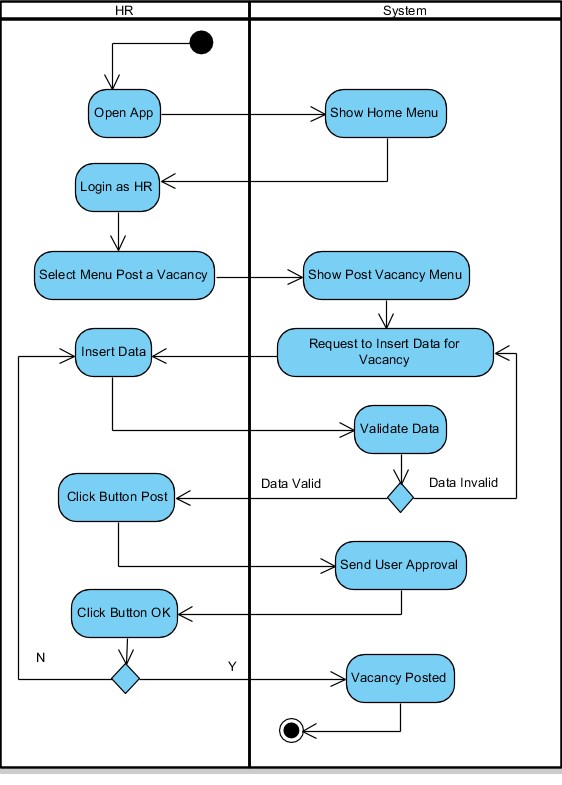 HR
System
Open App
Show Home Menu
Login as HR
Select Menu Post a Vacancy
Show Post Vacancy Menu
Insert Data
Request to Insert Data for
Vacancy
Validate Data
Data Valid
Data Invalid
Click Button Post
Send User Approval
Click Button OK
N
Y
Vacancy Posted